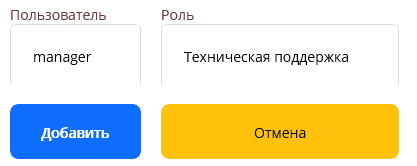 Пользователь Роль
manager Техническая поддержка
Добавить Отмена